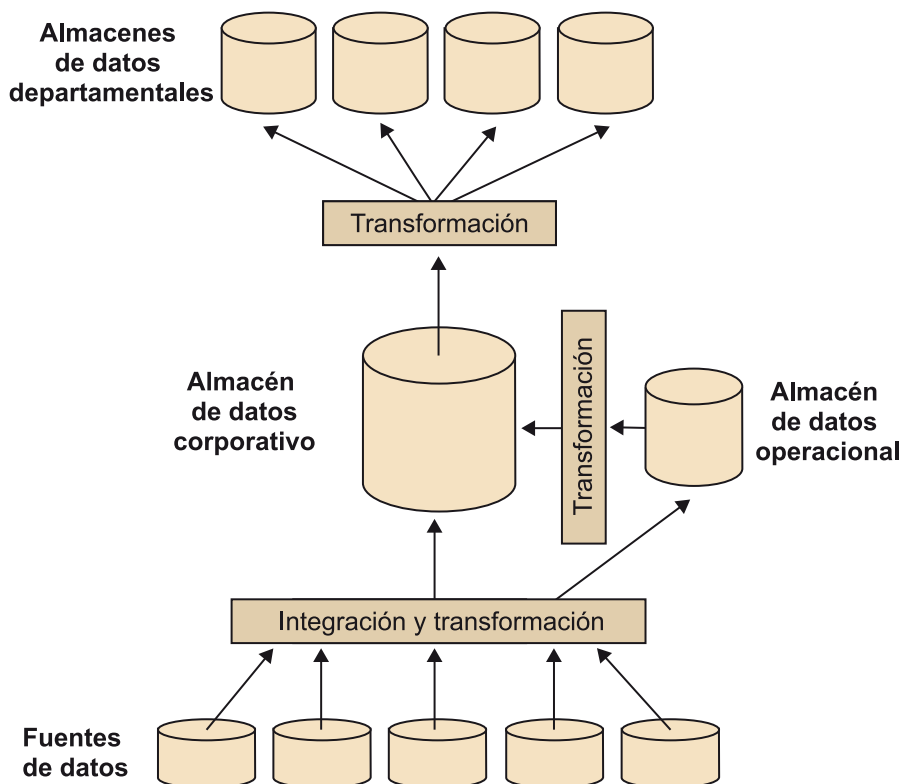 Almacenes
de datos
departamentales
Transformación
Almacén
de datos
corporativo
Transformación
Almacén
de datos
operacional
Integración y transformación
Fuentes
de datos